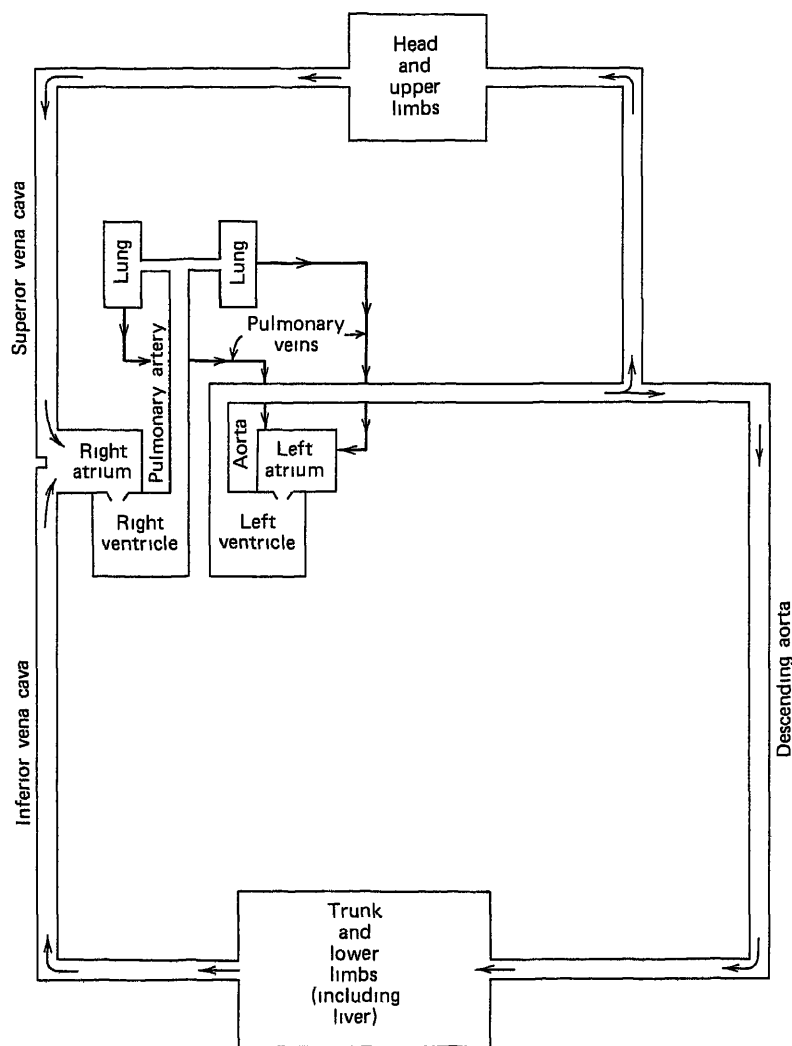 Head
and
upper
limbs
Superior vena cava
Lung
Lung
Pulmonary artery
Pulmonary
veins
Right
atrium
Aorta
Left
atrium
Right
ventricle
Left
ventricle
Inferior vena cava
Descending aorta
Trunk
and
lower
limbs
(including
liver)